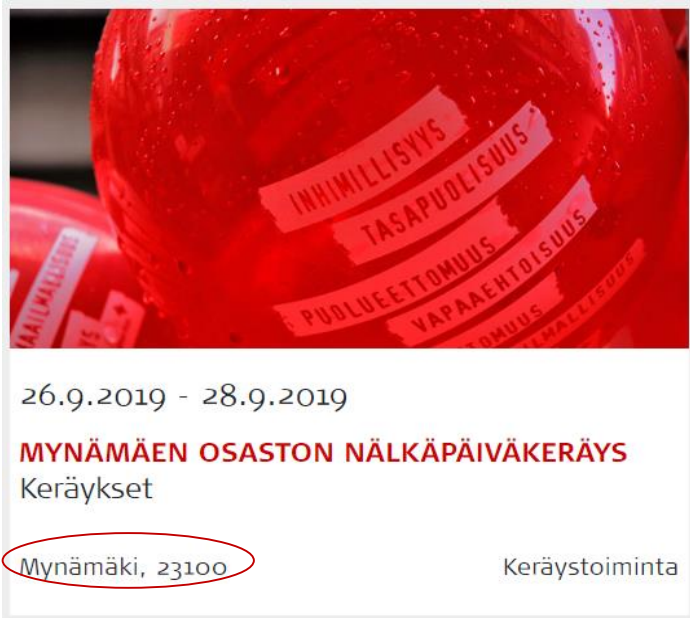 INHIMILLISYYS
TASAPUOLISUUS
PUOLUEETTOMUUS
VAPAAEHTOISUUS
26.9.2019 - 28.9.2019
MYNÄMÄEN OSASTON NÄLKÄPÄIVÄKERÄYS
Keräykset
Mynämäki, 23100
Keräystoiminta